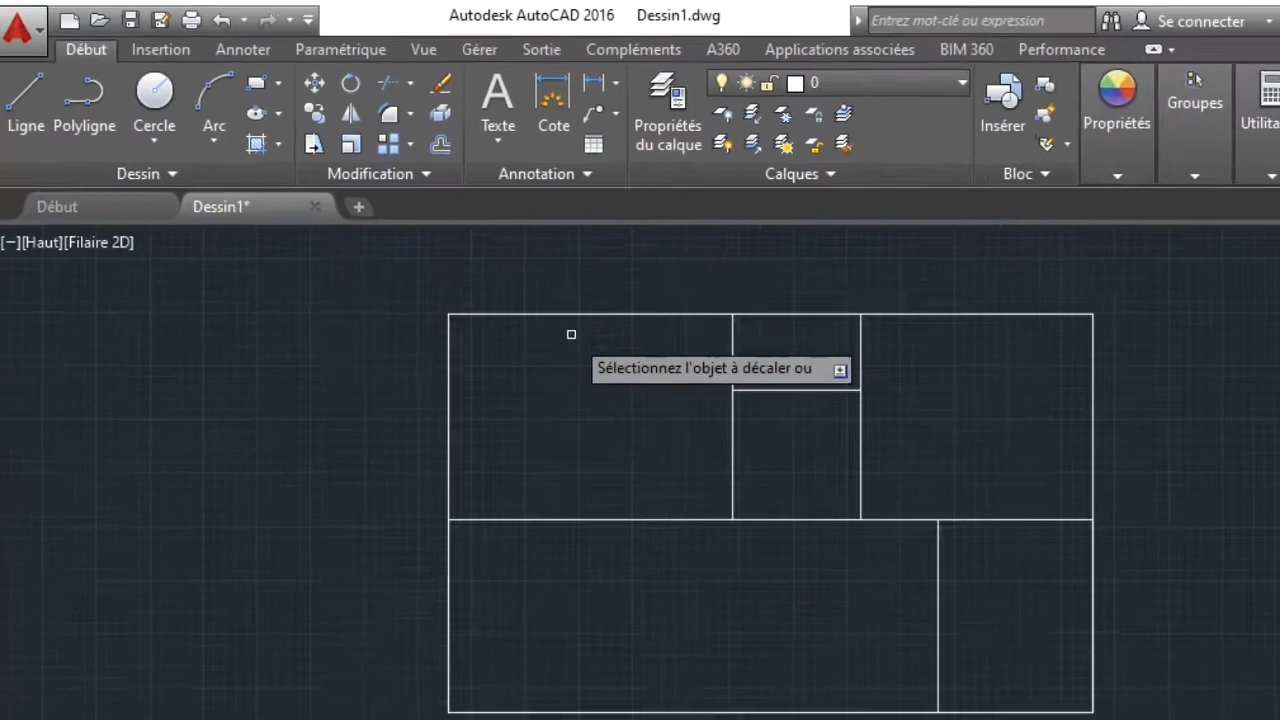 Autodesk AutoCAD 2016 Dessin1.dwg
Entrez mot-clé ou expression
Se connecter
Début Insertion Annoter Paramétrique Vue Gérer Sortie Compléments A360 Applications associées BIM 360 Performance
0
Ligne Polyligne Cercle Arc
A
Texte Cote
Propriétés
du calque
Insérer
Propriétés
Groupes
Utilita
Dessin Modification Annotation Calques Bloc
Début Dessin1* +
[−][Haut][Filaire 2D]
Sélectionnez l'objet à décaler ou